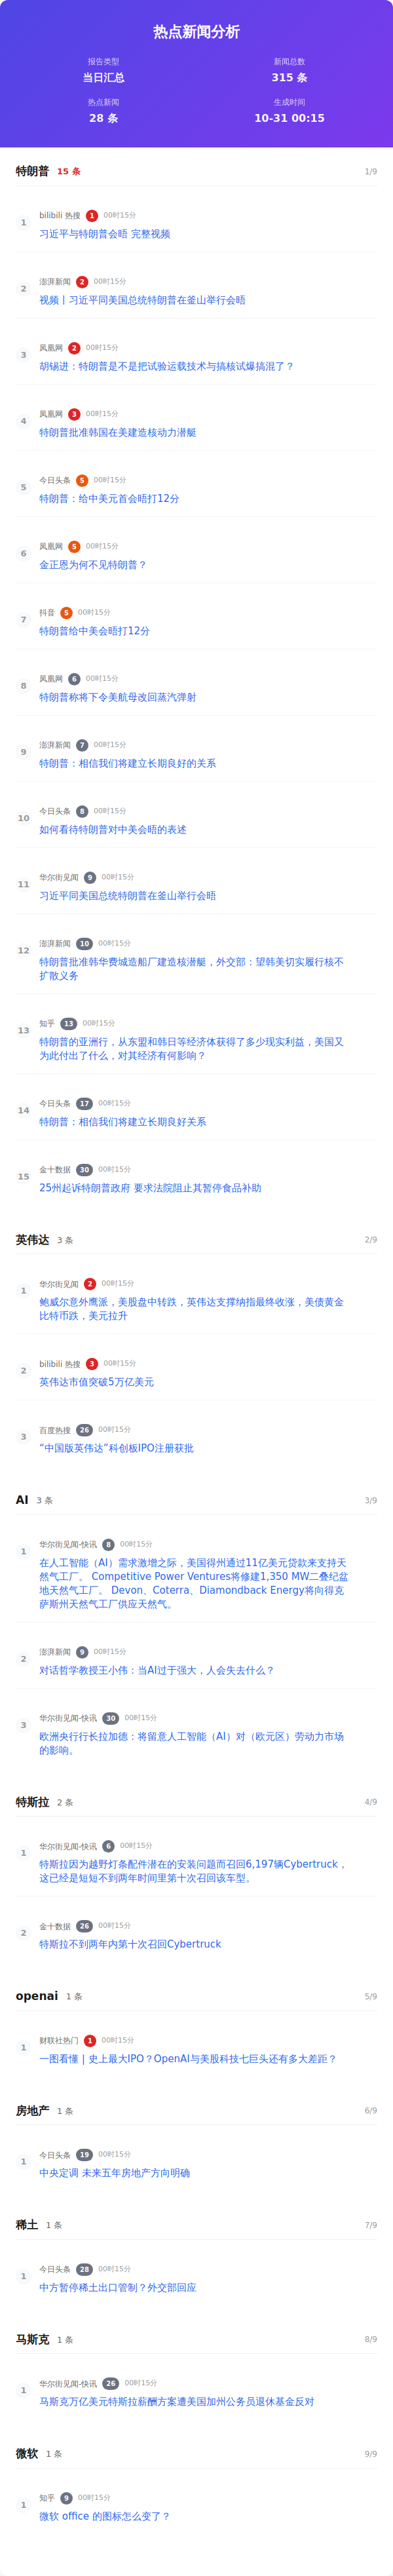 热点新闻分析
报告类型
当日汇总
新闻总数
315 条
热点新闻
28 条
生成时间
10-31 00:15
特朗普 15 条 1/9
1
bilibili 热搜 1 00时15分
习近平与特朗普会晤 完整视频
2
澎湃新闻 2 00时15分
视频丨习近平同美国总统特朗普在釜山举行会晤
3
凤凰网 2 00时15分
胡锡进：特朗普是不是把试验运载技术与搞核试爆搞混了？
4
凤凰网 3 00时15分
特朗普批准韩国在美建造核动力潜艇
5
今日头条 5 00时15分
特朗普：给中美元首会晤打12分
6
凤凰网 5 00时15分
金正恩为何不见特朗普？
7
抖音 5 00时15分
特朗普给中美会晤打12分
8
凤凰网 6 00时15分
特朗普称将下令美航母改回蒸汽弹射
9
澎湃新闻 7 00时15分
特朗普：相信我们将建立长期良好的关系
10
今日头条 8 00时15分
如何看待特朗普对中美会晤的表述
11
华尔街见闻 9 00时15分
习近平同美国总统特朗普在釜山举行会晤
12
澎湃新闻 10 00时15分
特朗普批准韩华费城造船厂建造核潜艇，外交部：望韩美切实履行核不
扩散义务
13
知乎 13 00时15分
特朗普的亚洲行，从东盟和韩日等经济体获得了多少现实利益，美国又
为此付出了什么，对其经济有何影响？
14
今日头条 17 00时15分
特朗普：相信我们将建立长期良好关系
15
金十数据 30 00时15分
25州起诉特朗普政府 要求法院阻止其暂停食品补助
英伟达 3 条 2/9
1
华尔街见闻 2 00时15分
鲍威尔意外鹰派，美股盘中转跌，英伟达支撑纳指最终收涨，美债黄金
比特币跌，美元拉升
2
bilibili 热搜 3 00时15分
英伟达市值突破5万亿美元
3
百度热搜 26 00时15分
“中国版英伟达”科创板IPO注册获批
AI 3 条 3/9
1
华尔街见闻-快讯 8 00时15分
在人工智能（AI）需求激增之际，美国得州通过11亿美元贷款来支持天
然气工厂。 Competitive Power Ventures将修建1,350 MW二叠纪盆
地天然气工厂。 Devon、Coterra、Diamondback Energy将向得克
萨斯州天然气工厂供应天然气。
2
澎湃新闻 9 00时15分
对话哲学教授王小伟：当AI过于强大，人会失去什么？
3
华尔街见闻-快讯 30 00时15分
欧洲央行行长拉加德：将留意人工智能（AI）对（欧元区）劳动力市场
的影响。
特斯拉 2 条 4/9
1
华尔街见闻-快讯 6 00时15分
特斯拉因为越野灯条配件潜在的安装问题而召回6,197辆Cybertruck，
这已经是短短不到两年时间里第十次召回该车型。
2
金十数据 26 00时15分
特斯拉不到两年内第十次召回Cybertruck
openai 1 条 5/9
1
财联社热门 1 00时15分
一图看懂 | 史上最大IPO？OpenAI与美股科技七巨头还有多大差距？
房地产 1 条 6/9
1
今日头条 19 00时15分
中央定调 未来五年房地产方向明确
稀土 1 条 7/9
1
今日头条 28 00时15分
中方暂停稀土出口管制？外交部回应
马斯克 1 条 8/9
1
华尔街见闻-快讯 26 00时15分
马斯克万亿美元特斯拉薪酬方案遭美国加州公务员退休基金反对
微软 1 条 9/9
1
知乎 9 00时15分
微软 office 的图标怎么变了？